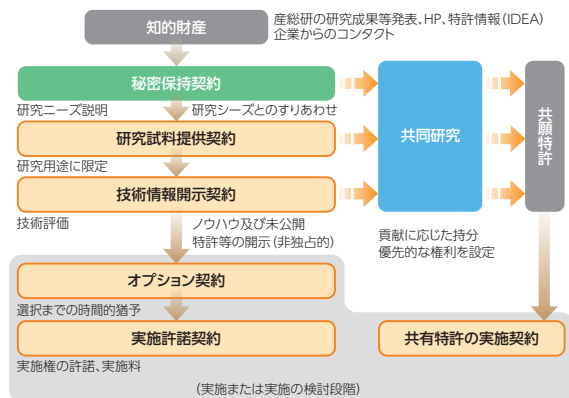 知的財産
産総研の研究成果等発表、HP、特許情報（IDEA）
企業からのコンタクト
秘密保持契約
研究ニーズ説明
研究シーズとのすりあわせ
研究試料提供契約
研究用途に限定
技術情報開示契約
技術評価
ノウハウ及び未公開
特許等の開示（非独占的）
共同研究
共願特許
貢献に応じた持分
優先的な権利を設定
オプション契約
選択までの時間的猶予
実施許諾契約
実施権の許諾、実施料
共有特許の実施契約
（実施または実施の検討段階）